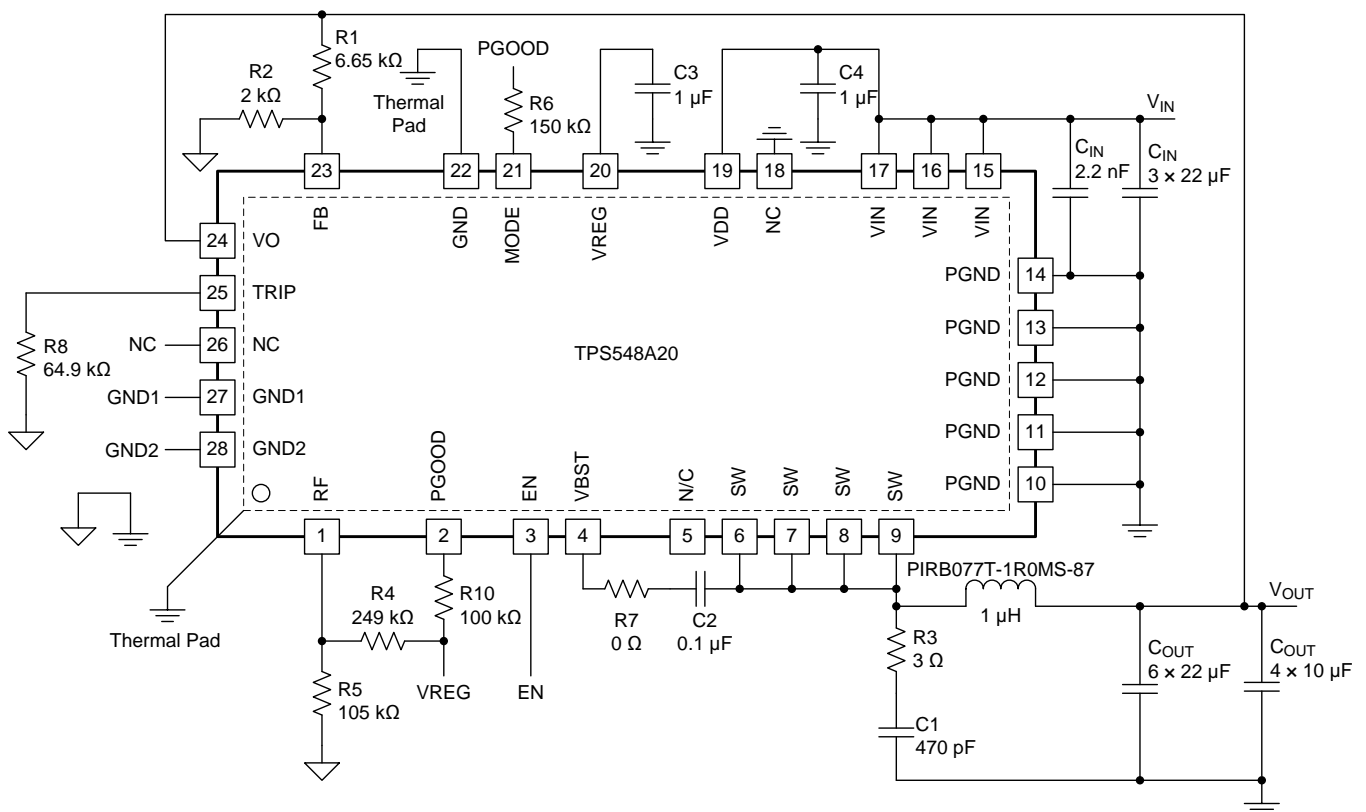 R1
6.65 kΩ
R2
2 kΩ
Thermal
Pad
PGOOD
R6
150 kΩ
C3
1 µF
C4
1 µF
V_IN
C_IN
2.2 nF
C_IN
3 × 22 µF
23
22
21
20
19
18
17
16
15
FB
GND
MODE
VREG
VDD
NC
VIN
VIN
VIN
24
VO
25
TRIP
NC
26
NC
GND1
27
GND1
GND2
28
GND2
R8
64.9 kΩ
TPS548A20
PGND
14
PGND
13
PGND
12
PGND
11
PGND
10
RF
PGOOD
EN
VBST
N/C
SW
SW
SW
SW
1
2
3
4
5
6
7
8
9
Thermal Pad
R4
249 kΩ
R10
100 kΩ
R5
105 kΩ
VREG
EN
R7
0 Ω
C2
0.1 µF
PIRB077T-1R0MS-87
1 µH
R3
3 Ω
C1
470 pF
V_OUT
C_OUT
6 × 22 µF
C_OUT
4 × 10 µF